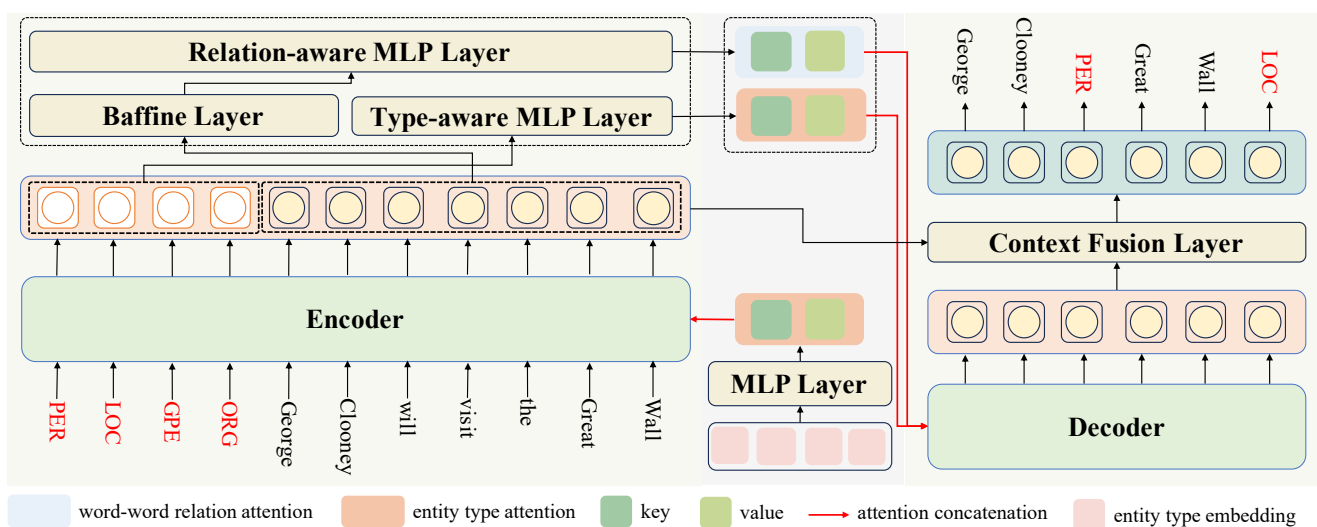 Relation-aware MLP Layer
Baffine Layer
Type-aware MLP Layer
Encoder
PER
LOC
GPE
ORG
George
Clooney
will
visit
the
Great
Wall
MLP Layer
George
Clooney
PER
Great
Wall
LOC
Context Fusion Layer
Decoder
word-word relation attention
entity type attention
key
value
attention concatenation
entity type embedding